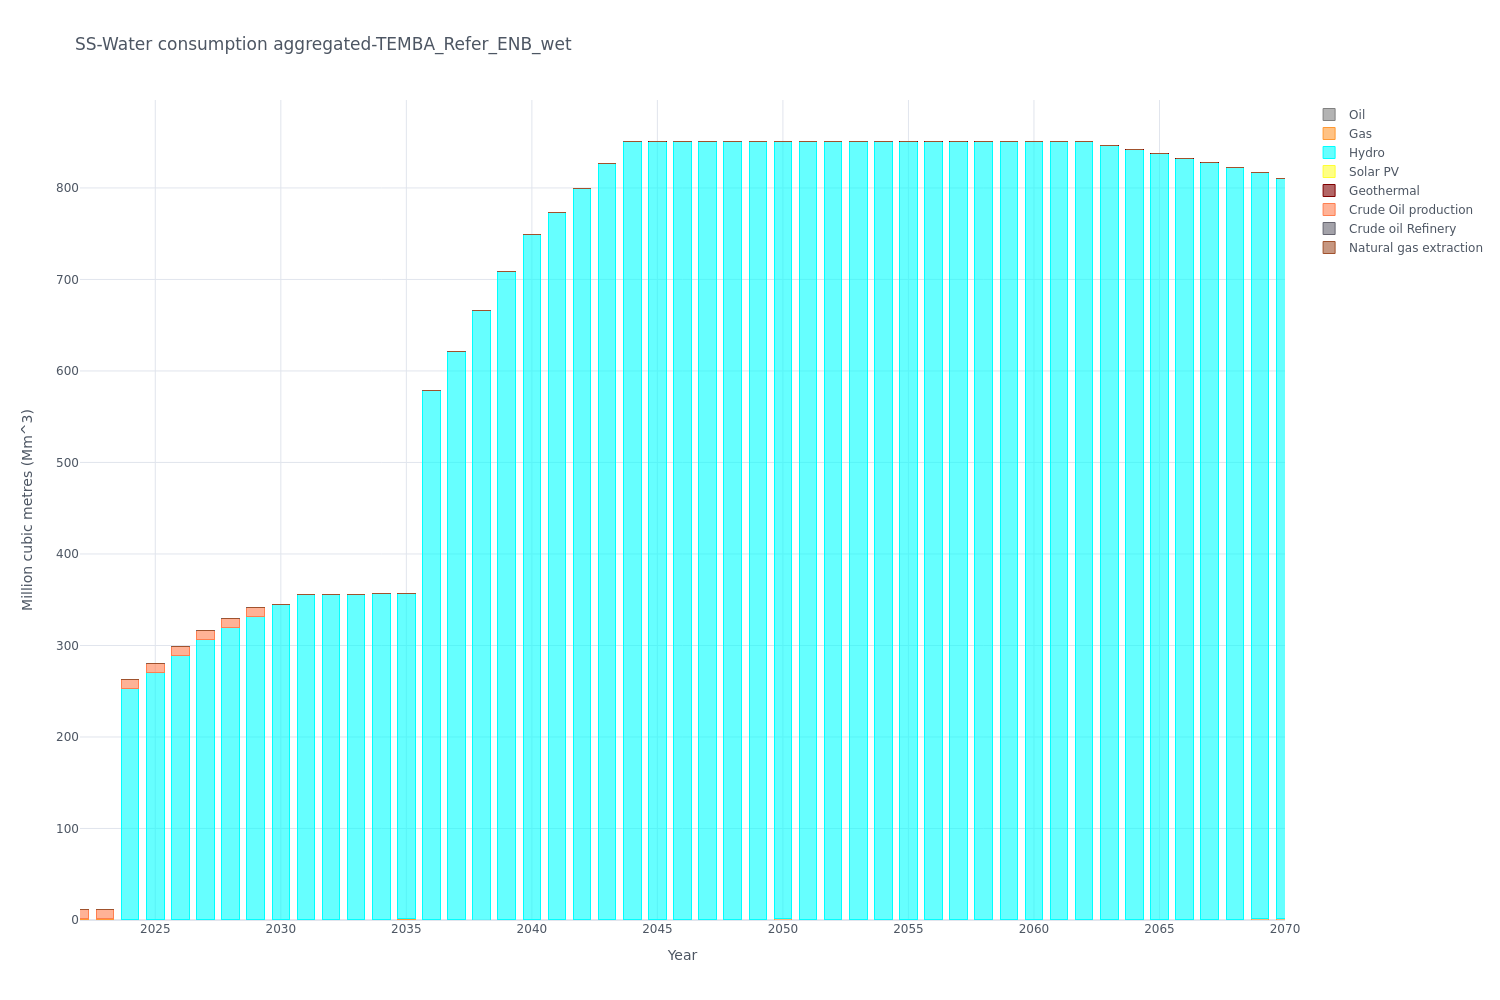 SS-Water consumption aggregated-TEMBA_Refer_ENB_wet
Oil
Gas
Hydro
Solar PV
Geothermal
Crude Oil production
Crude oil Refinery
Natural gas extraction
Million cubic metres (Mm^3)
800
700
600
500
400
300
200
100
0
2025 2030 2035 2040 2045 2050 2055 2060 2065 2070
Year